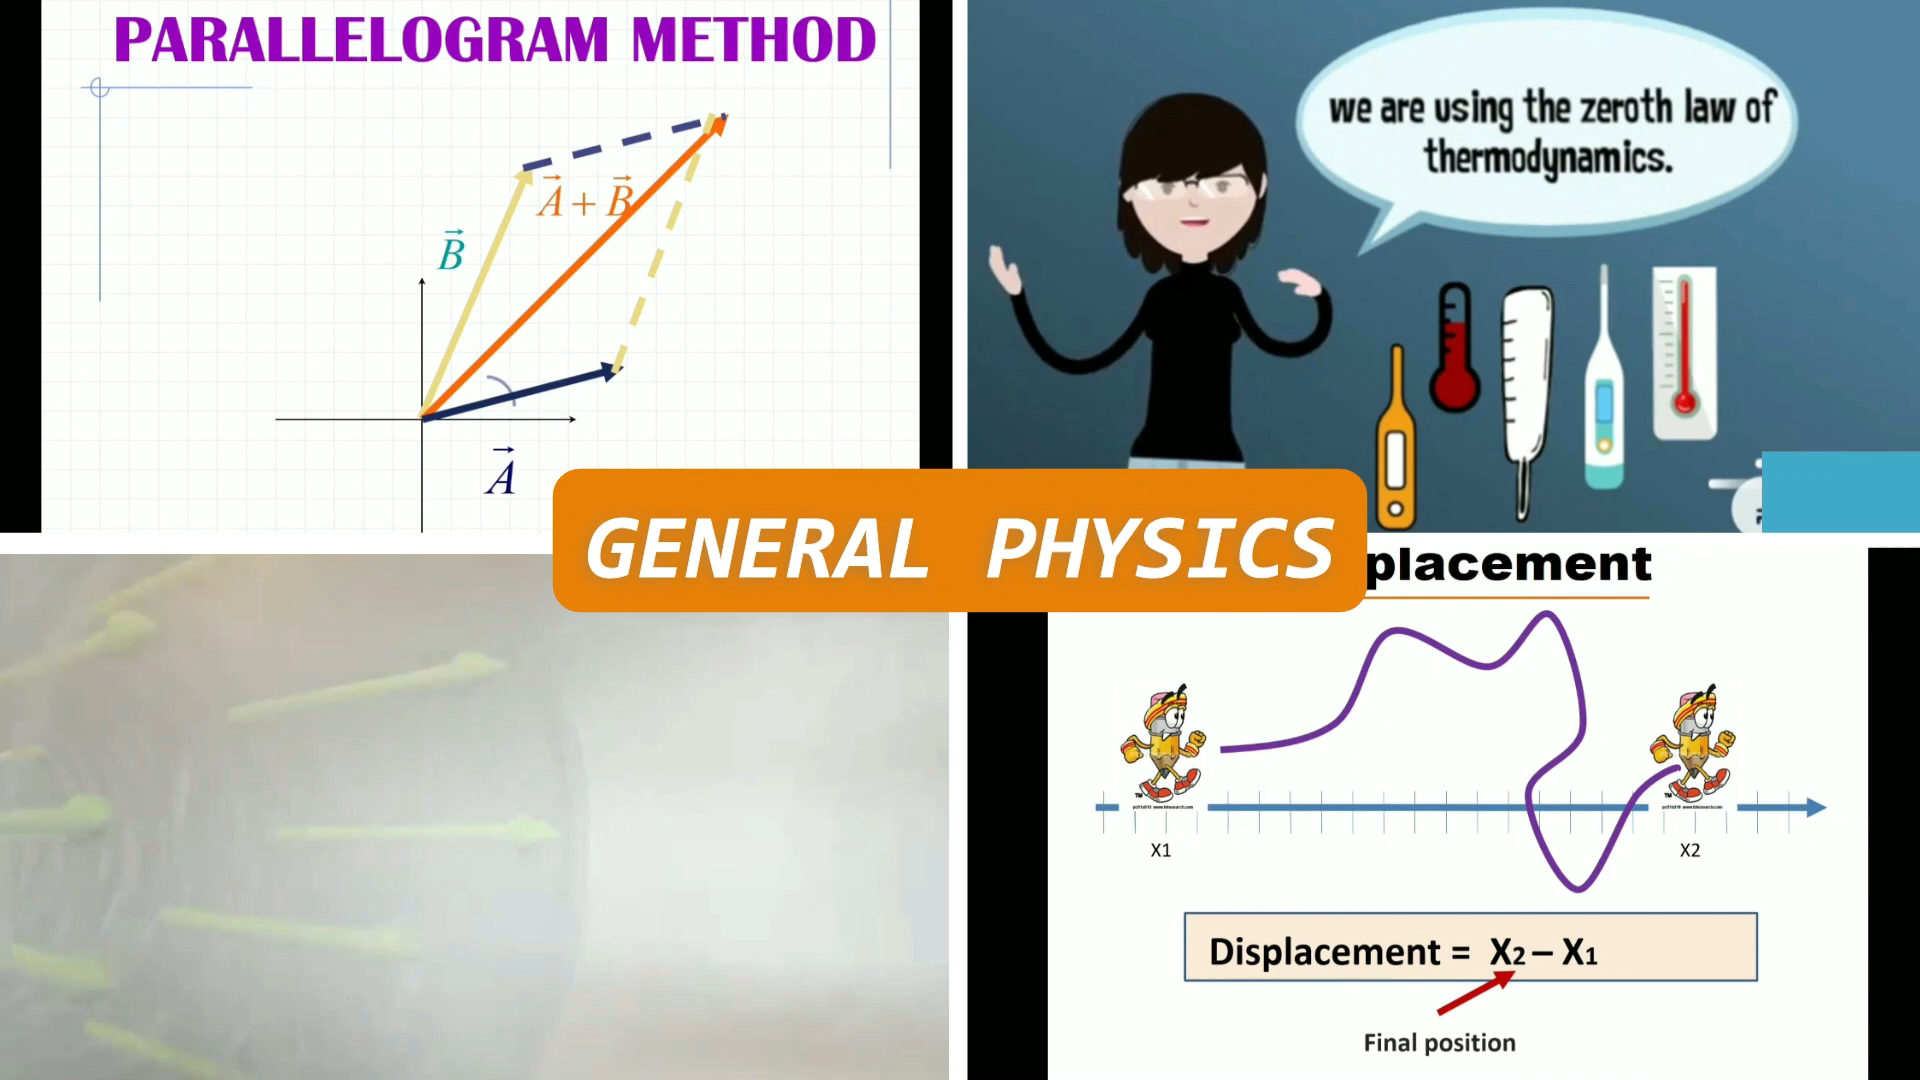 PARALLELOGRAM METHOD
A + B
B
A
we are using the zeroth law of
thermodynamics.
GENERAL PHYSICS
placement
X1
X2
Displacement = X2 – X1
Final position